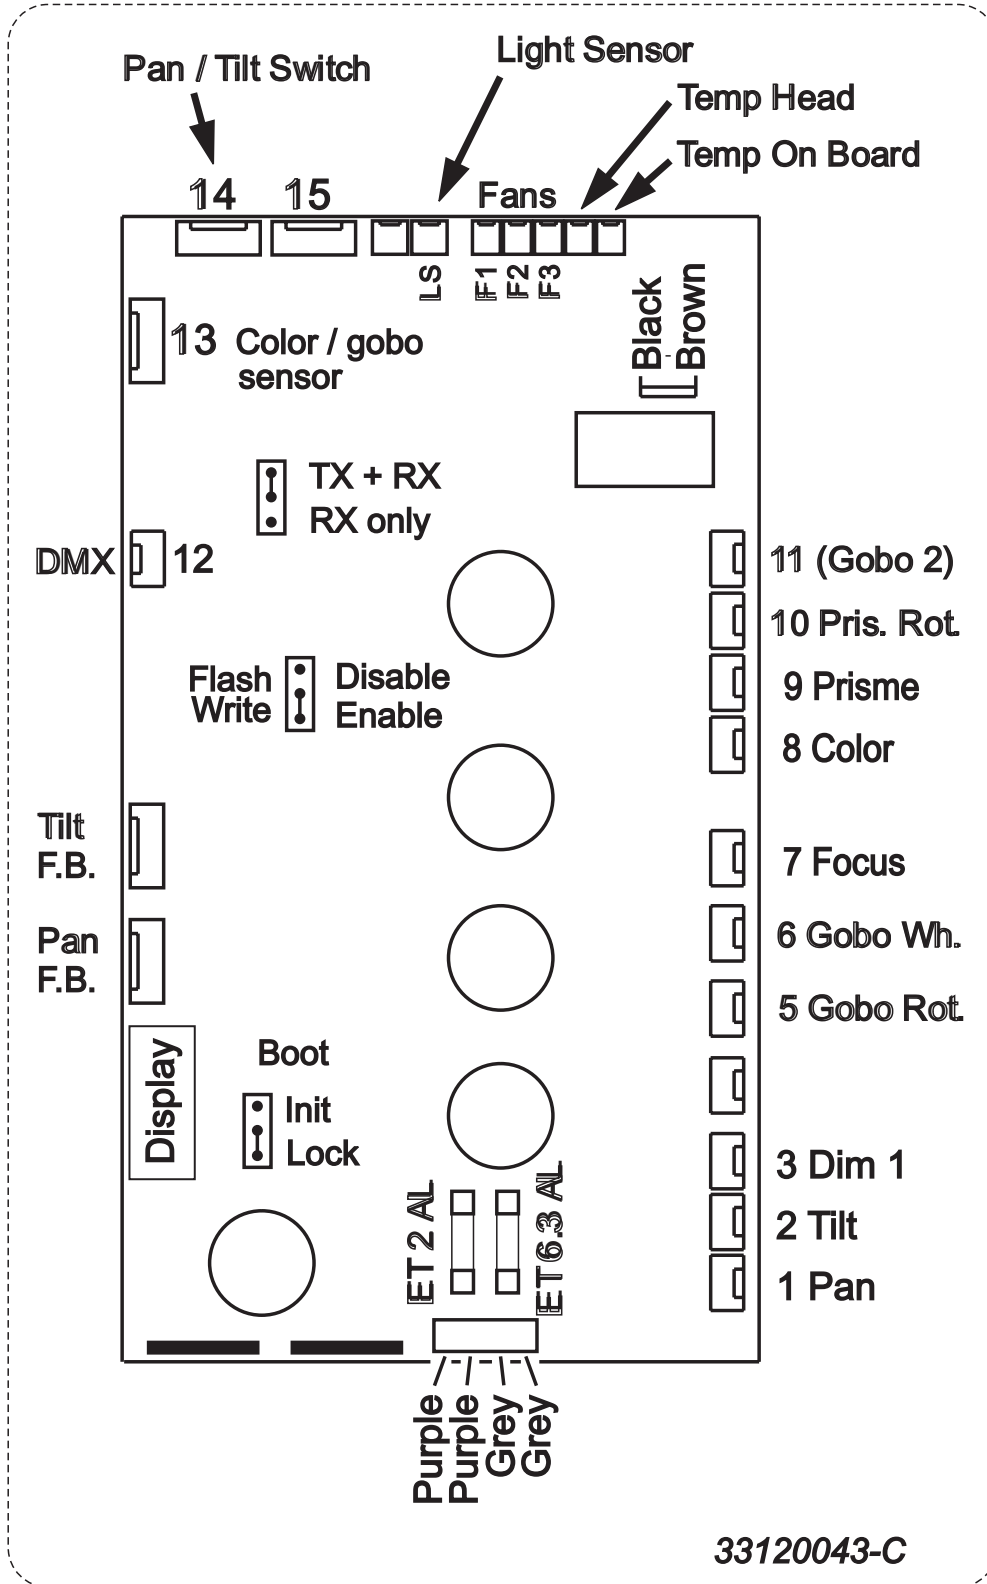 Light Sensor
Pan / Tilt Switch
Temp Head
Temp On Board
14
15
Fans
LS
F1
F2
F3
Black
Brown
13 Color / gobo
sensor
TX + RX
RX only
DMX
12
11 (Gobo 2)
10 Pris. Rot.
Flash
Write
Disable
Enable
9 Prisme
8 Color
Tilt
F.B.
7 Focus
Pan
F.B.
6 Gobo Wh.
5 Gobo Rot.
Display
Boot
Init
Lock
3 Dim 1
2 Tilt
1 Pan
ET 2 AL
ET 6.3 AL
Purple
Purple
Grey
Grey
33120043-C